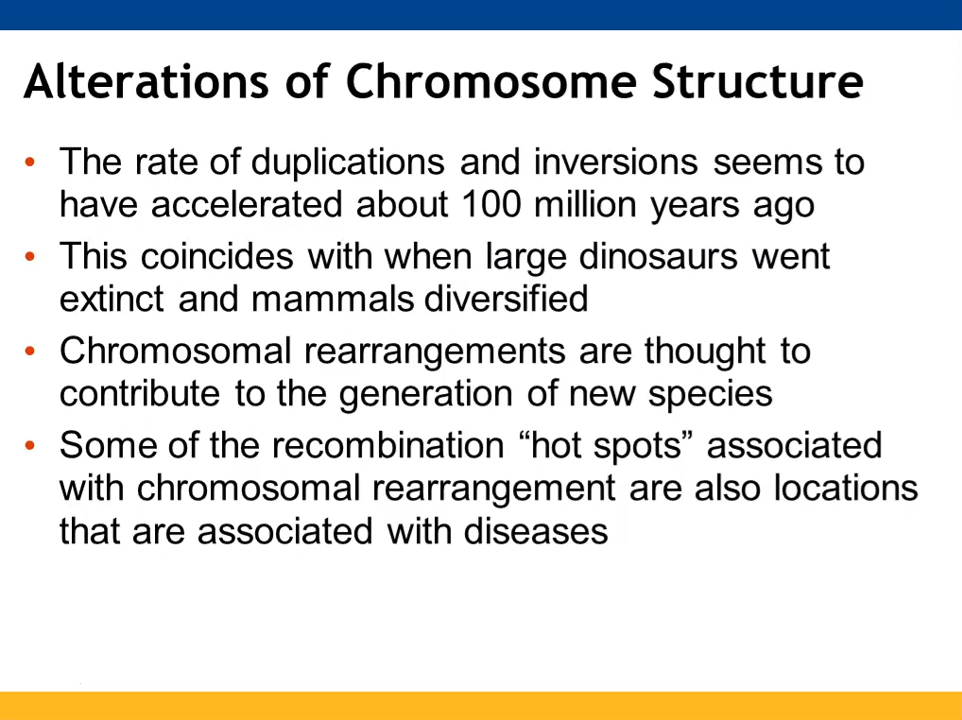 Alterations of Chromosome Structure
• The rate of duplications and inversions seems to
have accelerated about 100 million years ago
• This coincides with when large dinosaurs went
extinct and mammals diversified
• Chromosomal rearrangements are thought to
contribute to the generation of new species
• Some of the recombination “hot spots” associated
with chromosomal rearrangement are also locations
that are associated with diseases